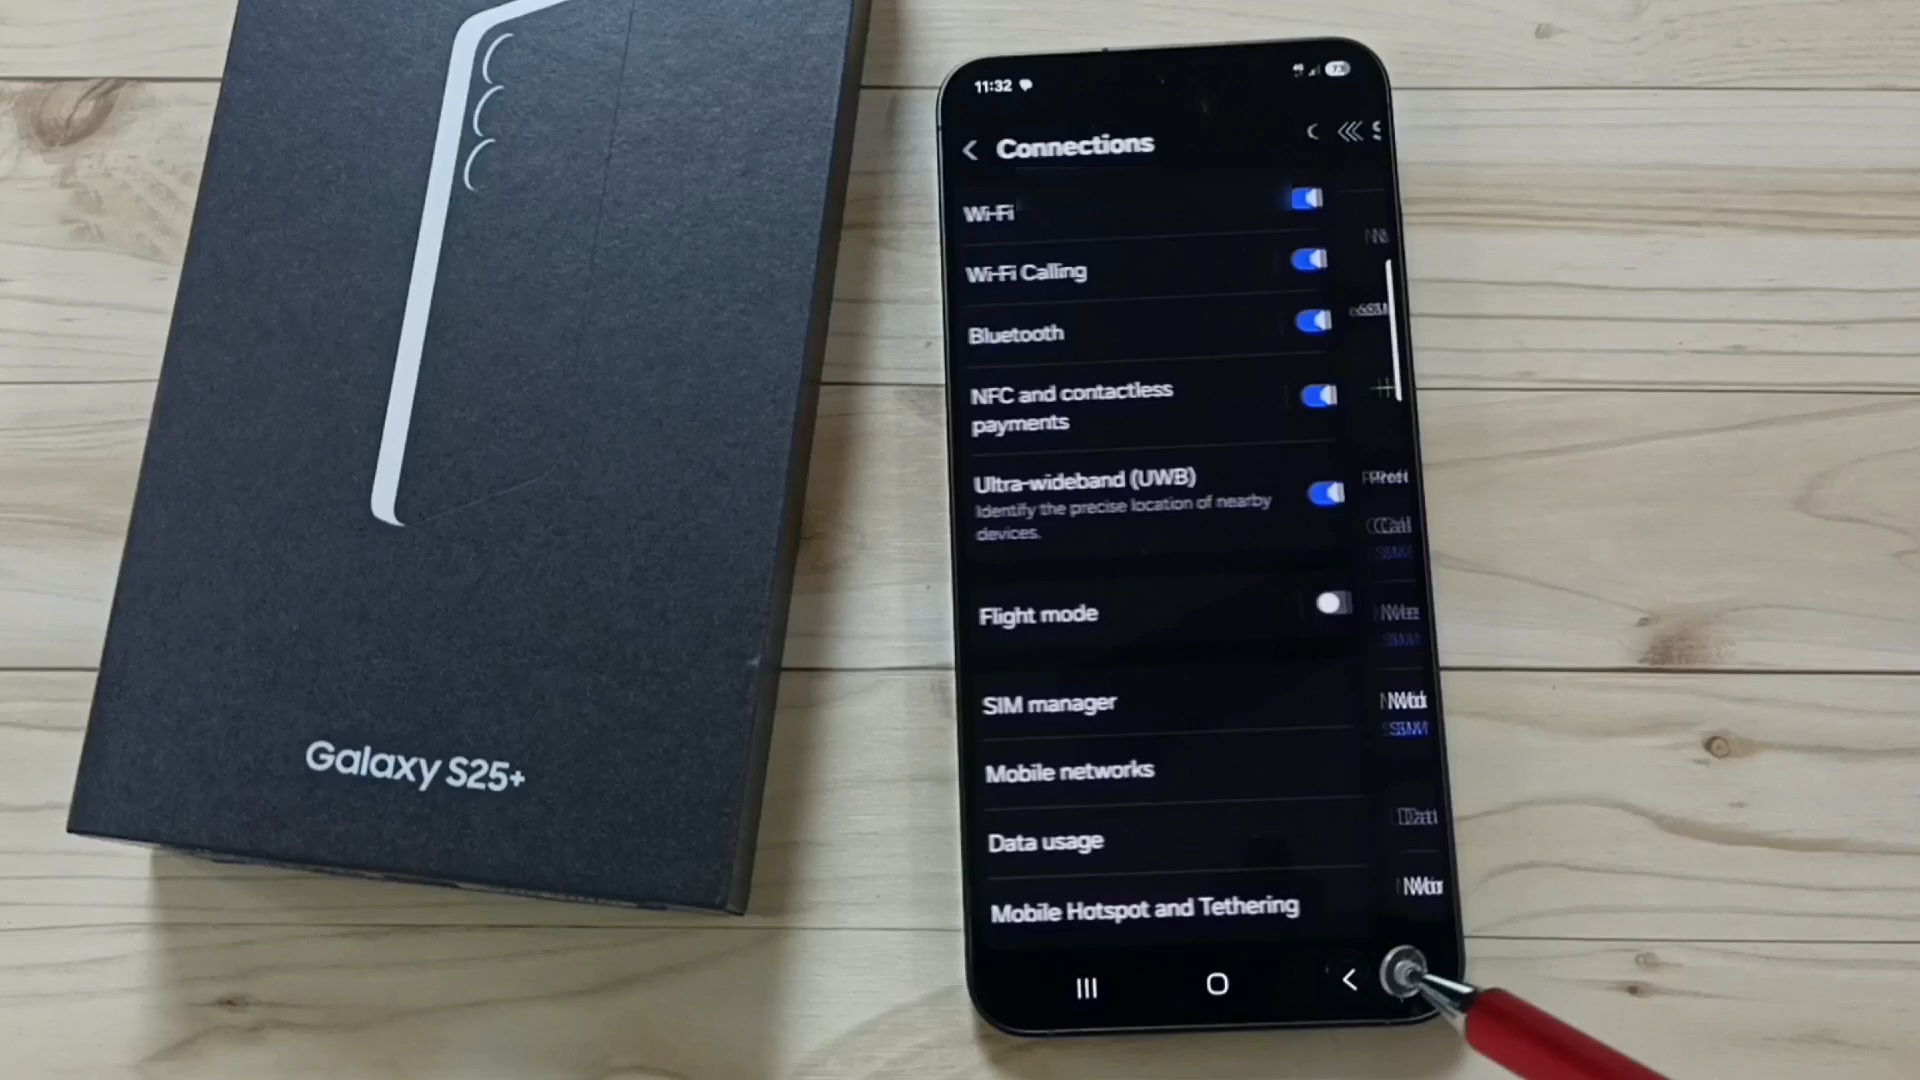 Galaxy S25+
11:32
73
Connections
Wi-Fi
Wi-Fi Calling
Bluetooth
NFC and contactless
payments
Ultra-wideband (UWB)
Identify the precise location of nearby
devices.
Flight mode
SIM manager
Mobile networks
Data usage
Mobile Hotspot and Tethering